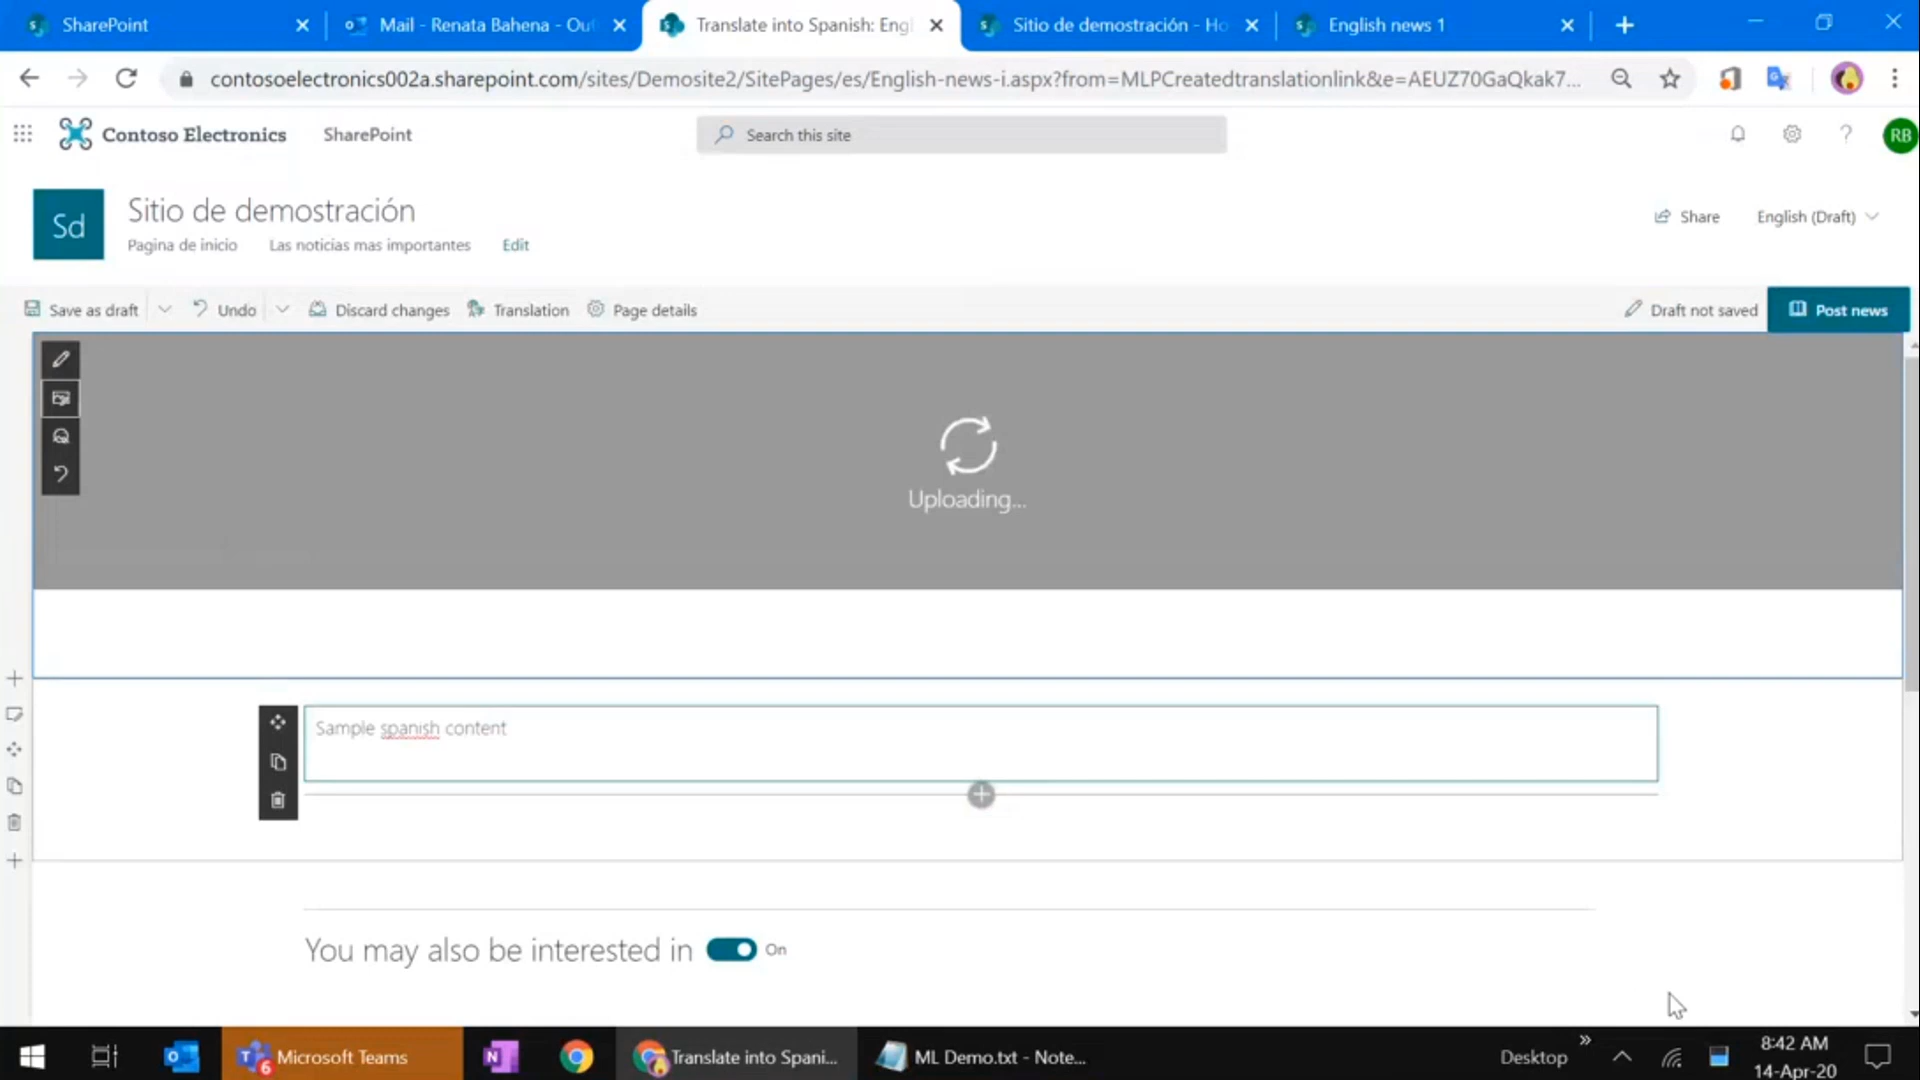 SharePoint
Mail - Renata Bahena - Out
Translate into Spanish: Engl
Sitio de demostración - Ho
English news 1
contosoelectronics002a.sharepoint.com/sites/Demosite2/SitePages/es/English-news-i.aspx?from=MLPCreatedtranslationlink&e=AEUZ70GaQkak7...
Contoso Electronics
SharePoint
Search this site
RB
Sd
Sitio de demostración
Pagina de inicio
Las noticias mas importantes
Edit
Share
English (Draft)
Save as draft
Undo
Discard changes
Translation
Page details
Draft not saved
Post news
Uploading...
Sample spanish content
You may also be interested in
On
6
Microsoft Teams
Translate into Spani...
ML Demo.txt - Note...
Desktop
8:42 AM
14-Apr-20